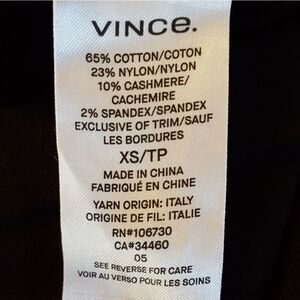 VINCe.
65% COTTON/COTON
23% NYLON/NYLON
10% CASHMERE/
CACHEMIRE
2% SPANDEX/SPANDEX
EXCLUSIVE OF TRIM/SAUF
LES BORDURES
XS/TP
MADE IN CHINA
FABRIQUÉ EN CHINE
YARN ORIGIN: ITALY
ORIGINE DE FIL: ITALIE
RN#106730
CA#34460
05
SEE REVERSE FOR CARE
VOIR AU VERSO POUR LES SOINS